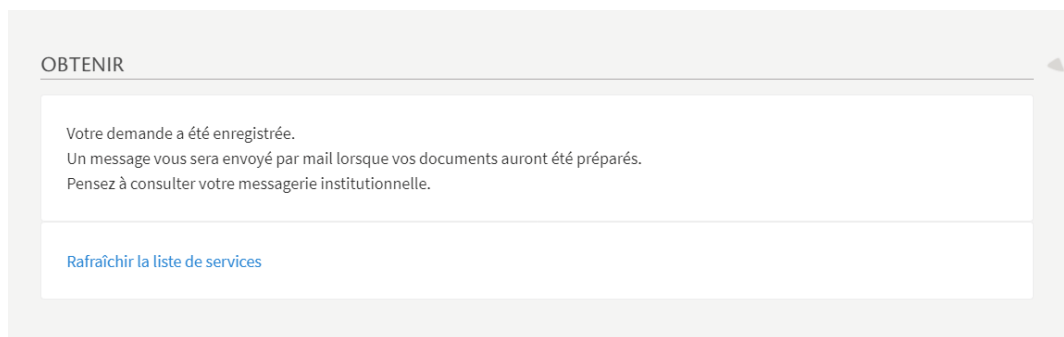 OBTENIR
Votre demande a été enregistrée.
Un message vous sera envoyé par mail lorsque vos documents auront été préparés.
Pensez à consulter votre messagerie institutionnelle.
Rafraîchir la liste de services